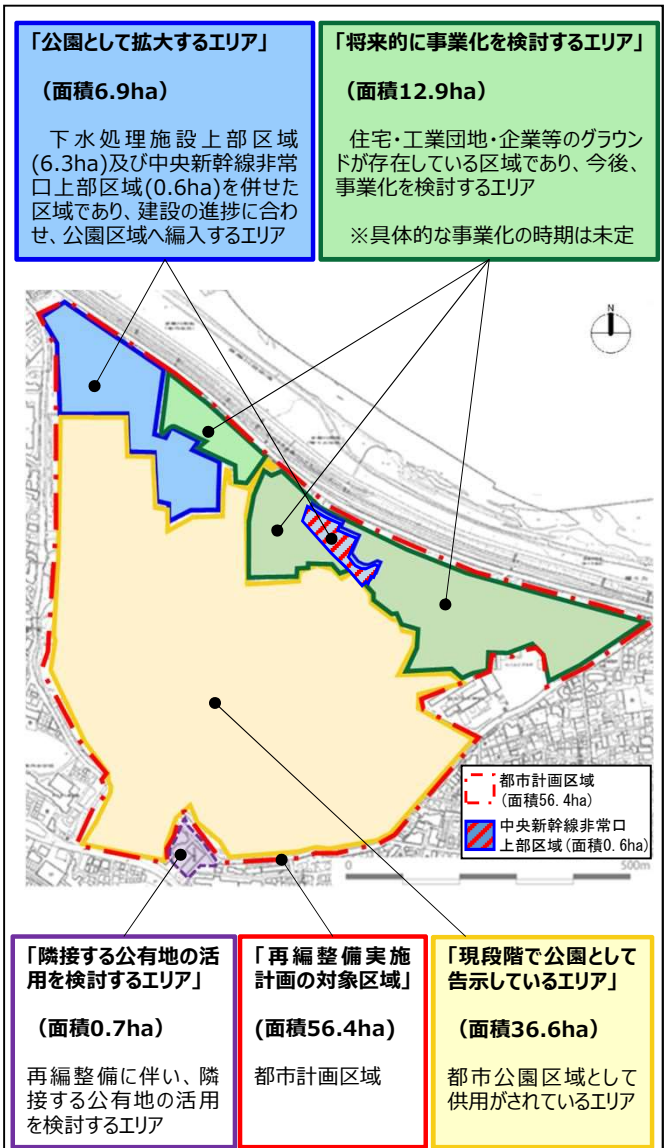 「公園として拡大するエリア」
(面積6.9ha)
下水処理施設上部区域
(6.3ha)及び中央新幹線非常
口上部区域(0.6ha)を併せた
区域であり、建設の進捗に合わ
せ、公園区域へ編入するエリア
「将来的に事業化を検討するエリア」
(面積12.9ha)
住宅・工業団地・企業等のグラウン
ドが存在している区域であり、今後、
事業化を検討するエリア
※具体的な事業化の時期は未定
N
都市計画区域
(面積56.4ha)
中央新幹線非常口
上部区域(面積0.6ha)
0
500m
「隣接する公有地の活
用を検討するエリア」
(面積0.7ha)
再編整備に伴い、隣
接する公有地の活用
を検討するエリア
「再編整備実施
計画の対象区域」
(面積56.4ha)
都市計画区域
「現段階で公園として
告示しているエリア」
(面積36.6ha)
都市公園区域として
供用がされているエリア